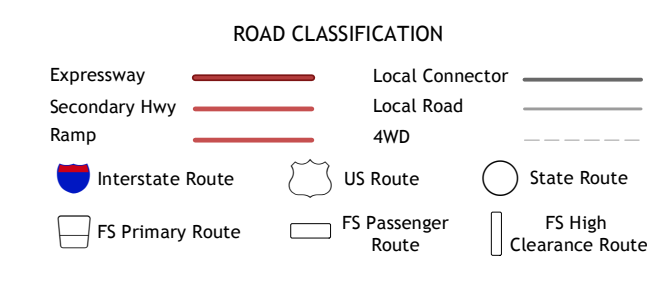 ROAD CLASSIFICATION
Expressway
Local Connector
Secondary Hwy
Local Road
Ramp
4WD
Interstate Route
US Route
State Route
FS Primary Route
FS Passenger
Route
FS High
Clearance Route